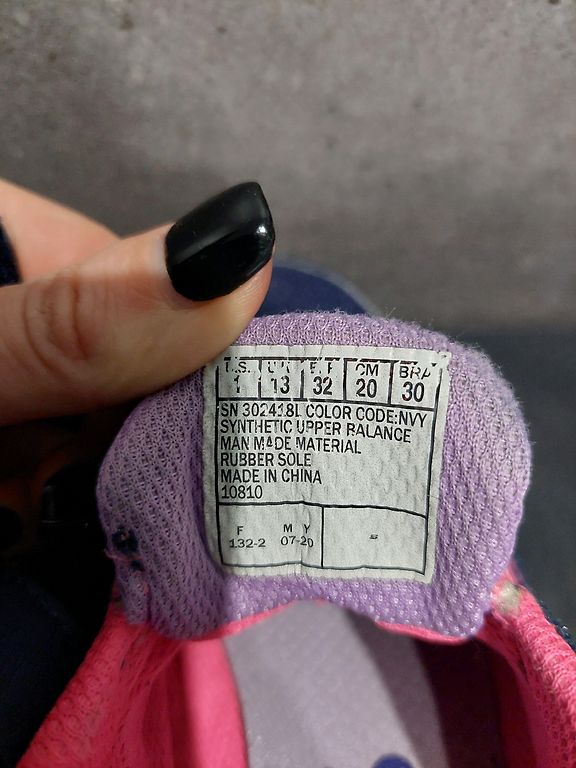 U.S. U.K. EUR CM BRA
1 13 32 20 30
SN 302418L COLOR CODE:NVY
SYNTHETIC UPPER BALANCE
MAN MADE MATERIAL
RUBBER SOLE
MADE IN CHINA
10810
F M Y
132-2 07-20